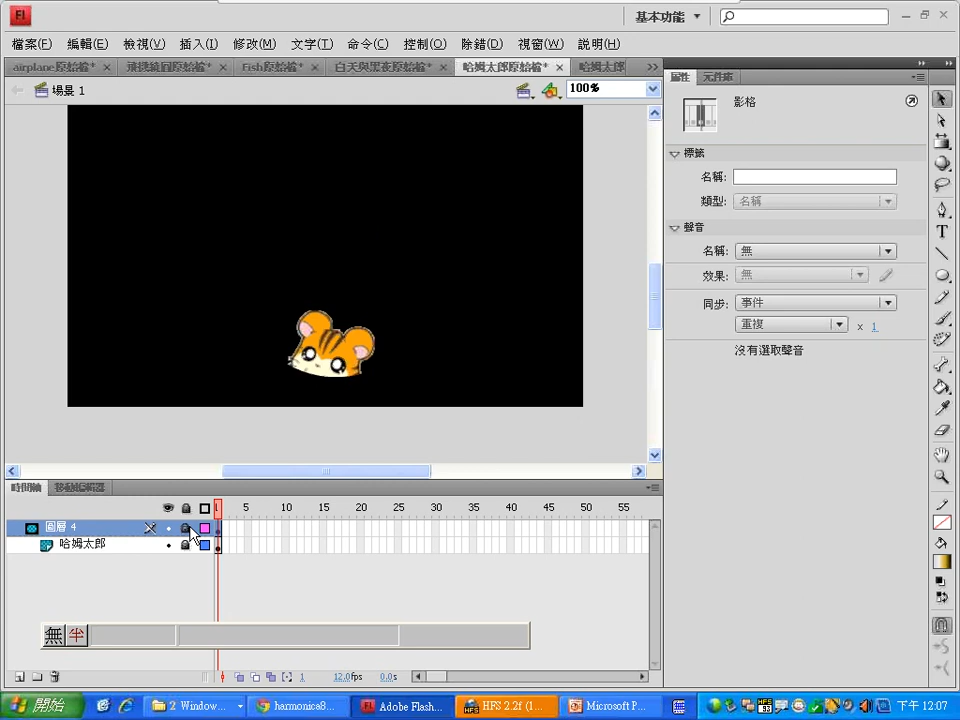 Fl
基本功能
檔案(F) 編輯(E) 檢視(V) 插入(I) 修改(M) 文字(T) 命令(C) 控制(O) 除錯(D) 視窗(W) 說明(H)
airplane原始檔* 飛機繞圓原始檔* Fish原始檔* 白天與黑夜原始檔* 哈姆太郎原始檔* 哈姆太郎
屬性 元件庫
場景 1
100%
影格
標籤
名稱:
類型: 名稱
聲音
名稱: 無
效果: 無
同步: 事件
重複 x 1
沒有選取聲音
時間軸 移動編輯器
1 5 10 15 20 25 30 35 40 45 50 55
圖層 4
哈姆太郎
無 半
1 12.0fps 0.0s
開始 2 Window... harmonica8... Adobe Flash... HFS 2.2f (1... Microsoft P... 下午 12:07